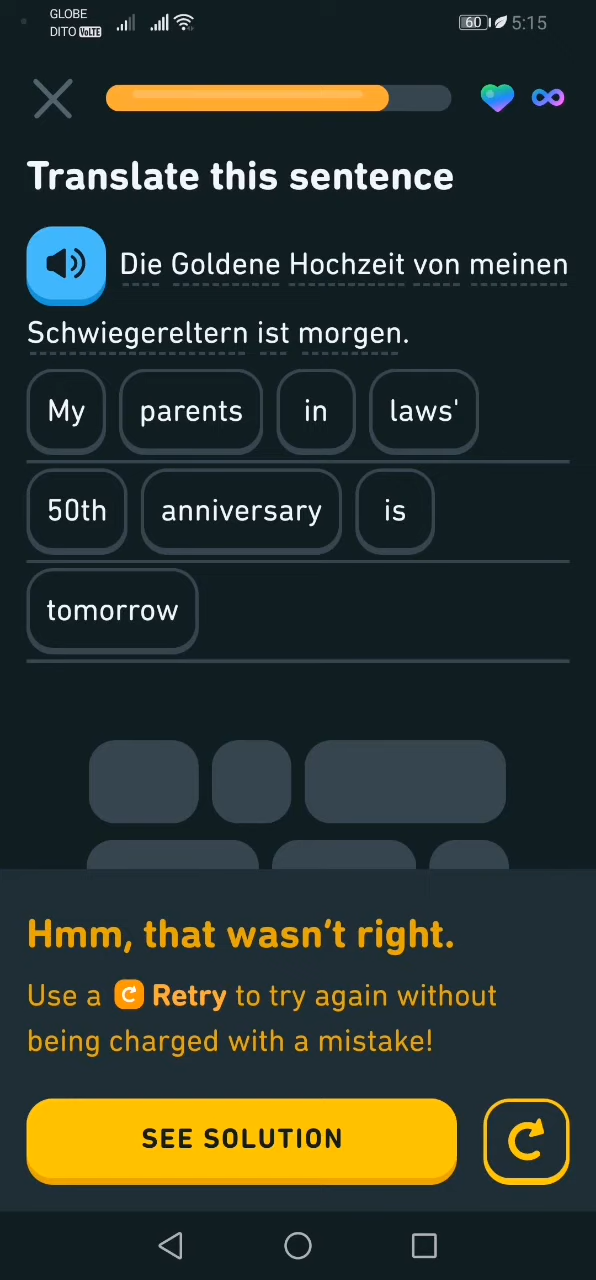 GLOBE
DITO VoLTE
60 5:15
Translate this sentence
Die Goldene Hochzeit von meinen
Schwiegereltern ist morgen.
My parents in laws'
50th anniversary is
tomorrow
Hmm, that wasn't right.
Use a Retry to try again without
being charged with a mistake!
SEE SOLUTION